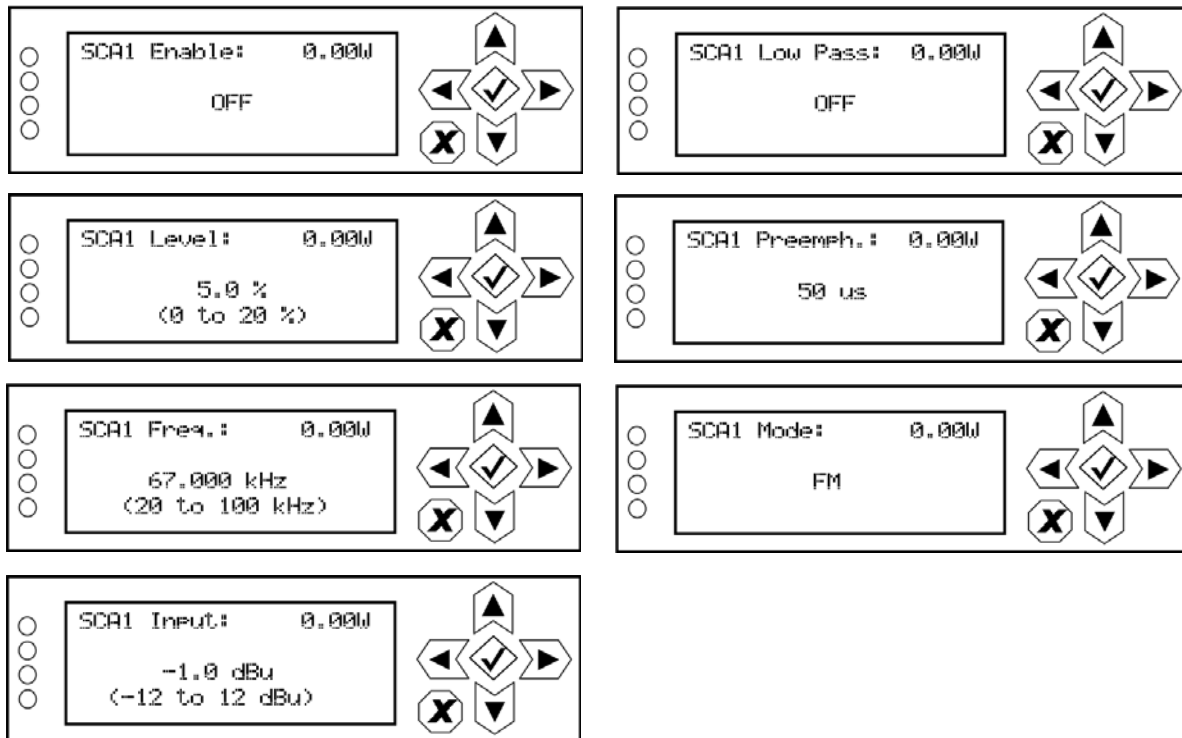 SCA1 Enable: 0.00W
OFF
SCA1 Level: 0.00W
5.0 %
(0 to 20 %)
SCA1 Freq.: 0.00W
67.000 kHz
(20 to 100 kHz)
SCA1 Input: 0.00W
-1.0 dBu
(-12 to 12 dBu)
SCA1 Low Pass: 0.00W
OFF
SCA1 Preemph.: 0.00W
50 us
SCA1 Mode: 0.00W
FM